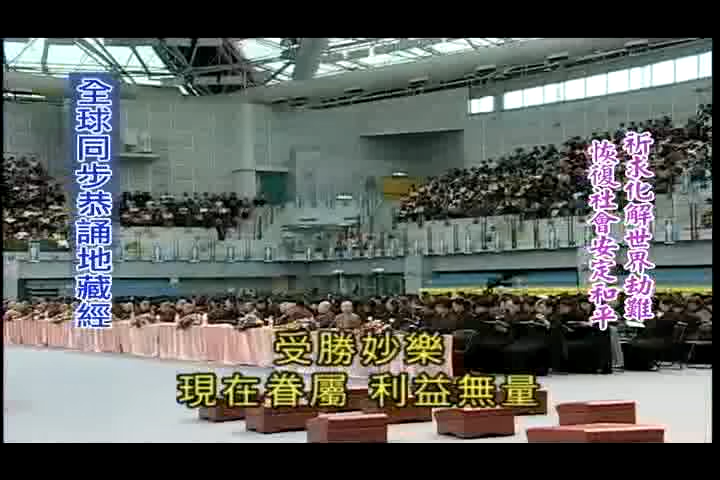 全球同步恭誦地藏經
祈求化解世界劫難
恢復社會安定和平
受勝妙樂
現在眷屬 利益無量